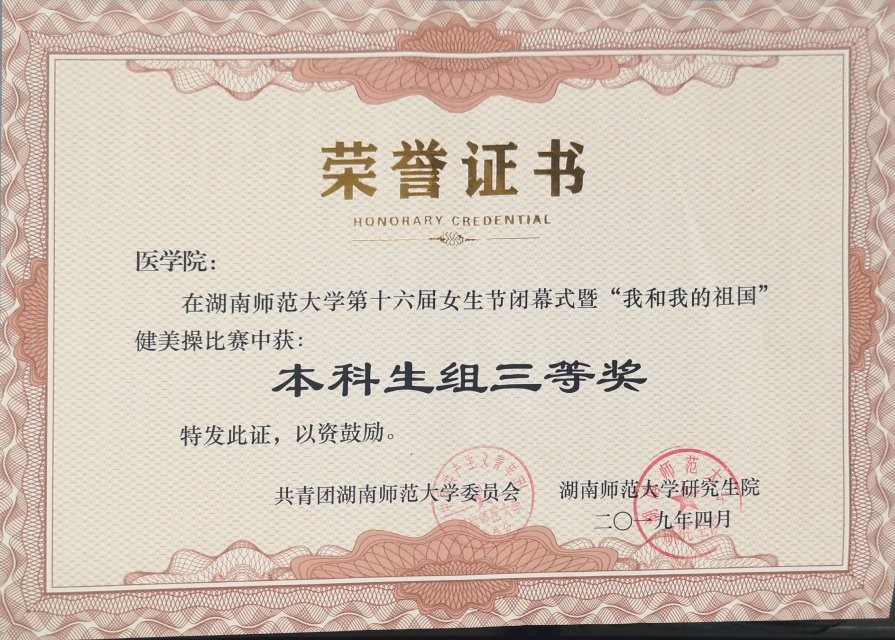 荣誉证书
HONORARY CREDENTIAL
医学院：
在湖南师范大学第十六届女生节闭幕式暨“我和我的祖国”
健美操比赛中获：
本科生组三等奖
特发此证，以资鼓励。
共青团湖南师范大学委员会 湖南师范大学研究生院
二〇一九年四月